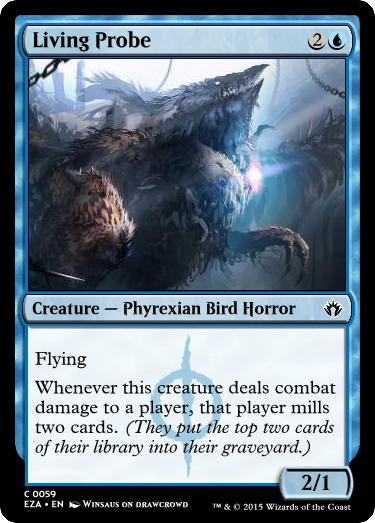 Living Probe 2
Creature — Phyrexian Bird Horror
Flying
Whenever this creature deals combat
damage to a player, that player mills
two cards. (They put the top two cards
of their library into their graveyard.)
2/1
C 0059
EZA • EN Winsaus on drawcrowd
™ & © 2015 Wizards of the Coast